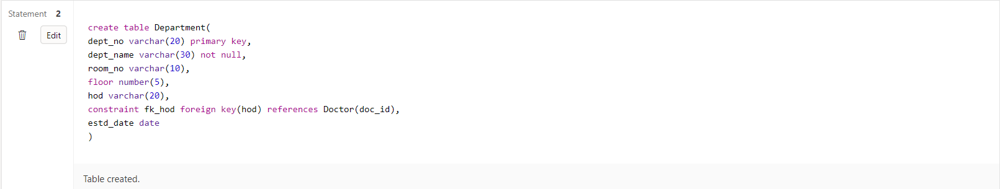 Statement 2
Edit
create table Department(
dept_no varchar(20) primary key,
dept_name varchar(30) not null,
room_no varchar(10),
floor number(5),
hod varchar(20),
constraint fk_hod foreign key(hod) references Doctor(doc_id),
estd_date date
)
Table created.